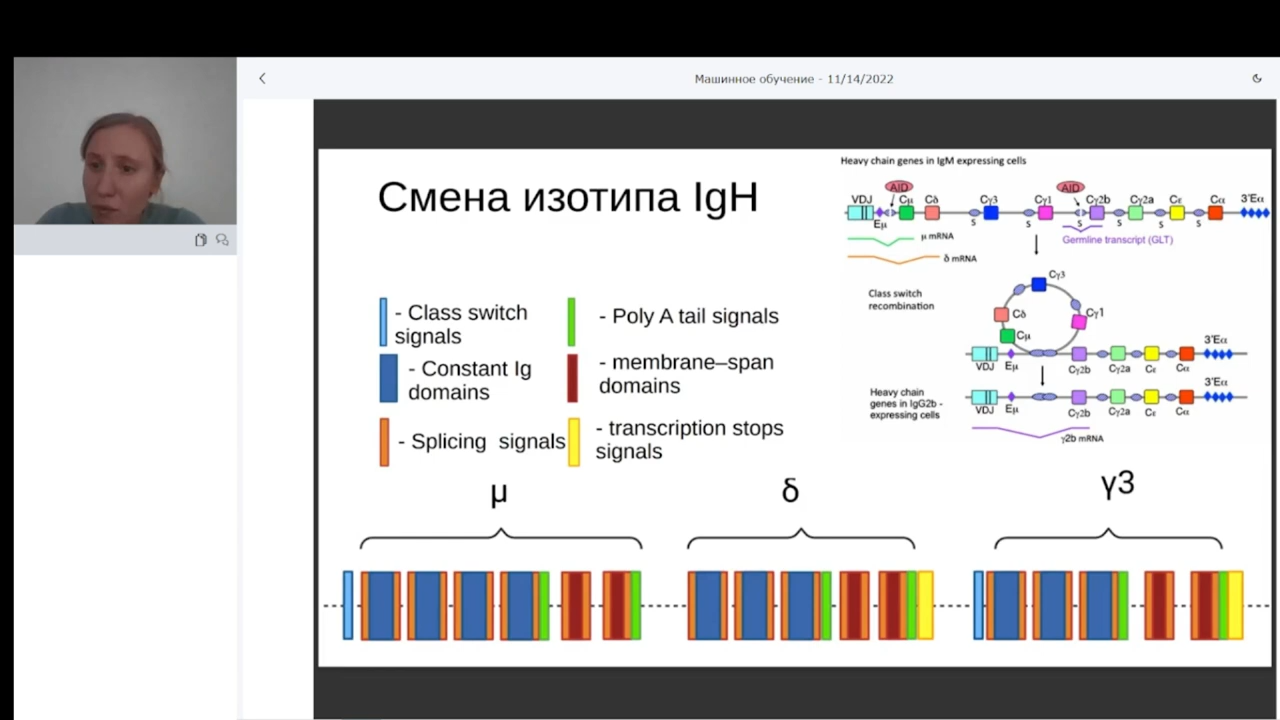 Машинное обучение - 11/14/2022
Смена изотипа IgH
- Class switch
signals
- Constant Ig
domains
- Splicing signals
- Poly A tail signals
- membrane–span
domains
- transcription stops
signals
Heavy chain genes in IgM expressing cells
AID
AID
VDJ
Cμ
Cδ
Cγ3
Cγ1
Cγ2b
Cγ2a
Cε
Cα
3'Eα
Eμ
S
S
S
S
S
S
μ mRNA
Germline transcript (GLT)
δ mRNA
Class switch
recombination
Cγ3
Cδ
Cγ1
Cμ
3'Eα
VDJ
Eμ
Cγ2b
Cγ2a
Cε
Cα
Heavy chain
genes in IgG2b -
expressing cells
3'Eα
VDJ
Eμ
Cγ2b
Cγ2a
Cε
Cα
γ2b mRNA
μ
δ
γ3